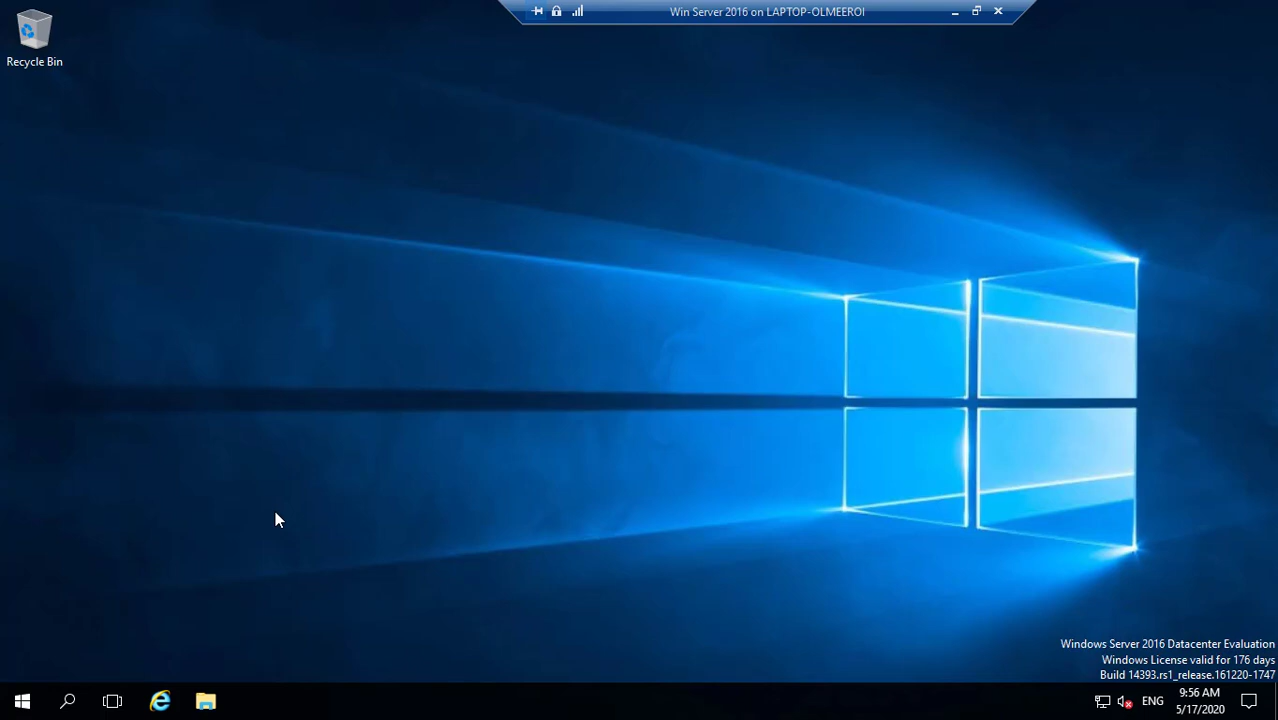 Win Server 2016 on LAPTOP-OLMEEROI
Recycle Bin
Windows Server 2016 Datacenter Evaluation
Windows License valid for 176 days
Build 14393.rs1_release.161220-1747
ENG
9:56 AM
5/17/2020